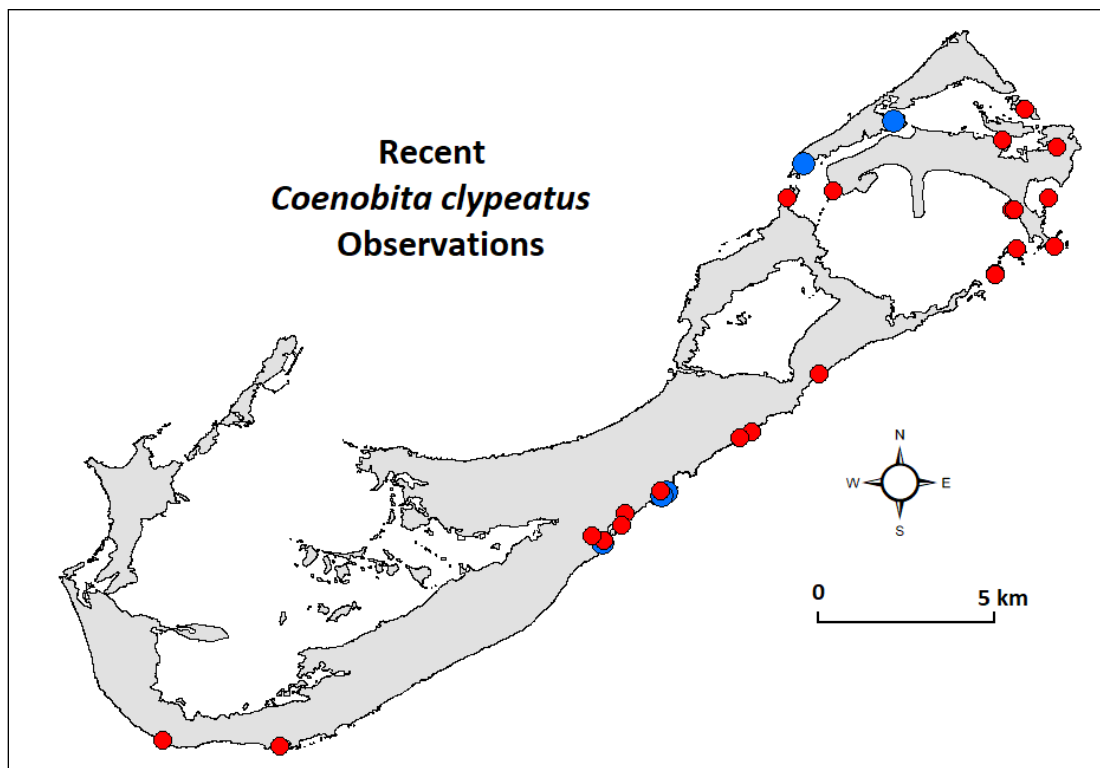 Recent
Coenobita clypeatus
Observations
N
W E
S
0 5 km